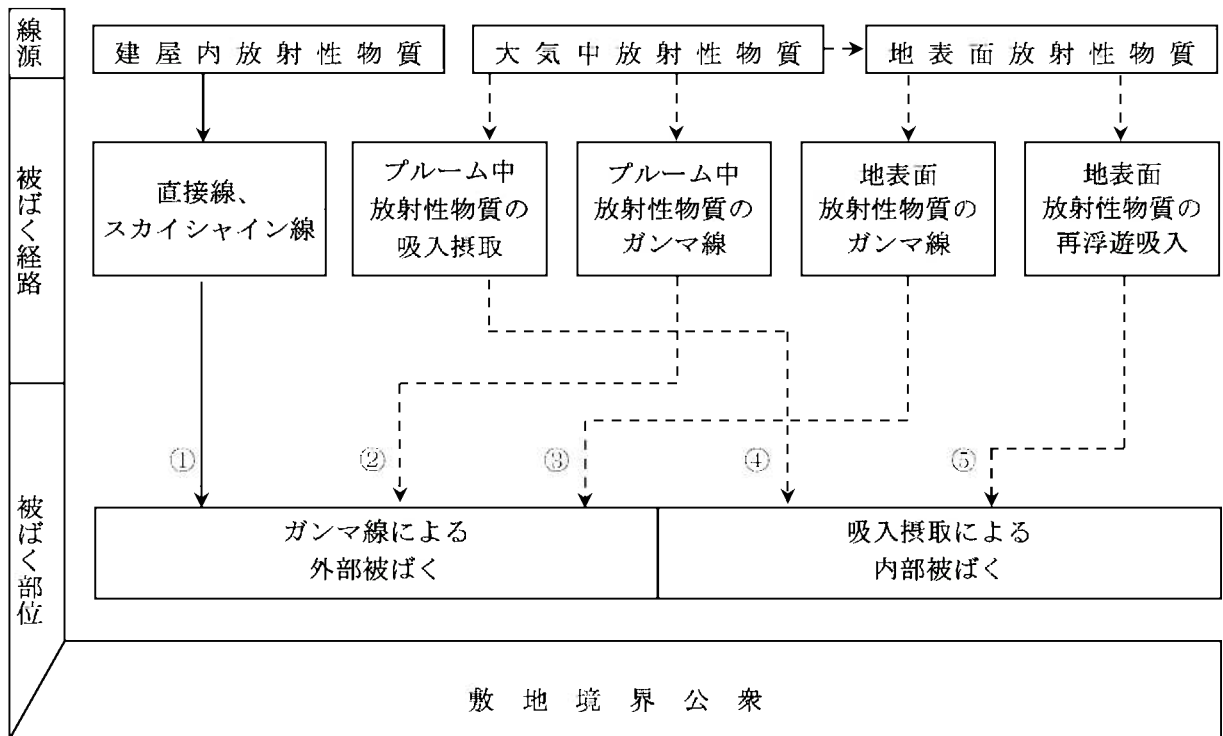 線源
建屋内放射性物質
大気中放射性物質
地表面放射性物質
被ばく経路
直接線、
スカイシャイン線
プルーム中
放射性物質の
吸入摂取
プルーム中
放射性物質の
ガンマ線
地表面
放射性物質の
ガンマ線
地表面
放射性物質の
再浮遊吸入
被ばく部位
①
②
③
④
⑤
ガンマ線による
外部被ばく
吸入摂取による
内部被ばく
敷地境界公衆